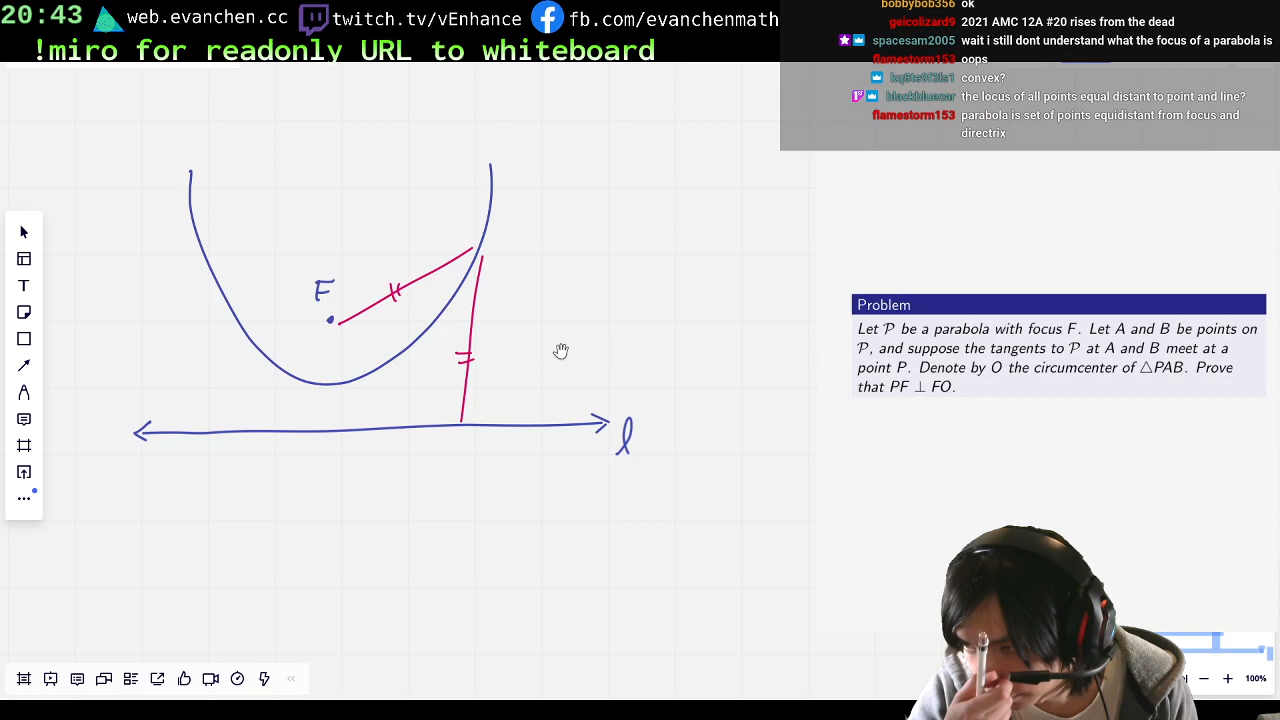 20:43 web.evanchen.cc twitch.tv/vEnhance fb.com/evanchenmath
!miro for readonly URL to whiteboard
bobbybob356 ok
geicolizard9 2021 AMC 12A #20 rises from the dead
spacesam2005 wait i still dont understand what the focus of a parabola is
flamestorm153 oops
kq8te9f3ls1 convex?
blackbluecar the locus of all points equal distant to point and line?
flamestorm153 parabola is set of points equidistant from focus and
directrix
F
ℓ
Problem
Let P be a parabola with focus F. Let A and B be points on
P, and suppose the tangents to P at A and B meet at a
point P. Denote by O the circumcenter of △PAB. Prove
that PF ⊥ FO.
100%